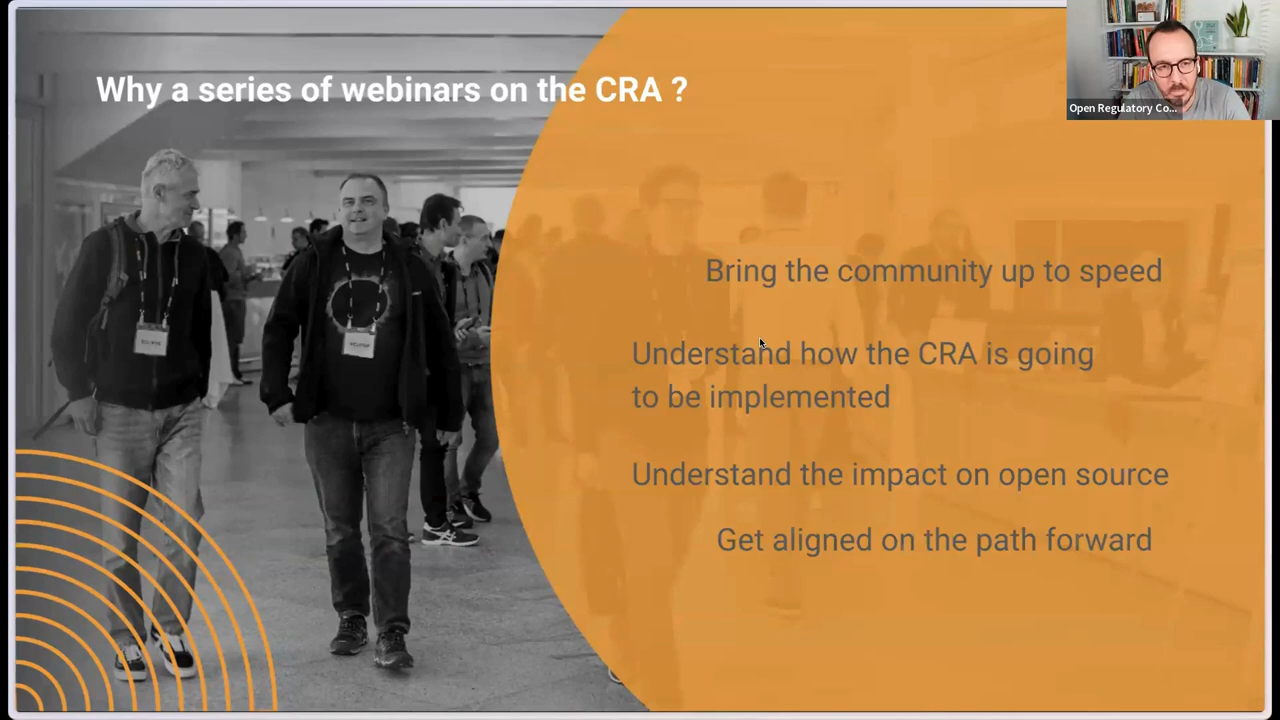 Why a series of webinars on the CRA ?
Open Regulatory Co...
Bring the community up to speed
Understand how the CRA is going
to be implemented
Understand the impact on open source
Get aligned on the path forward